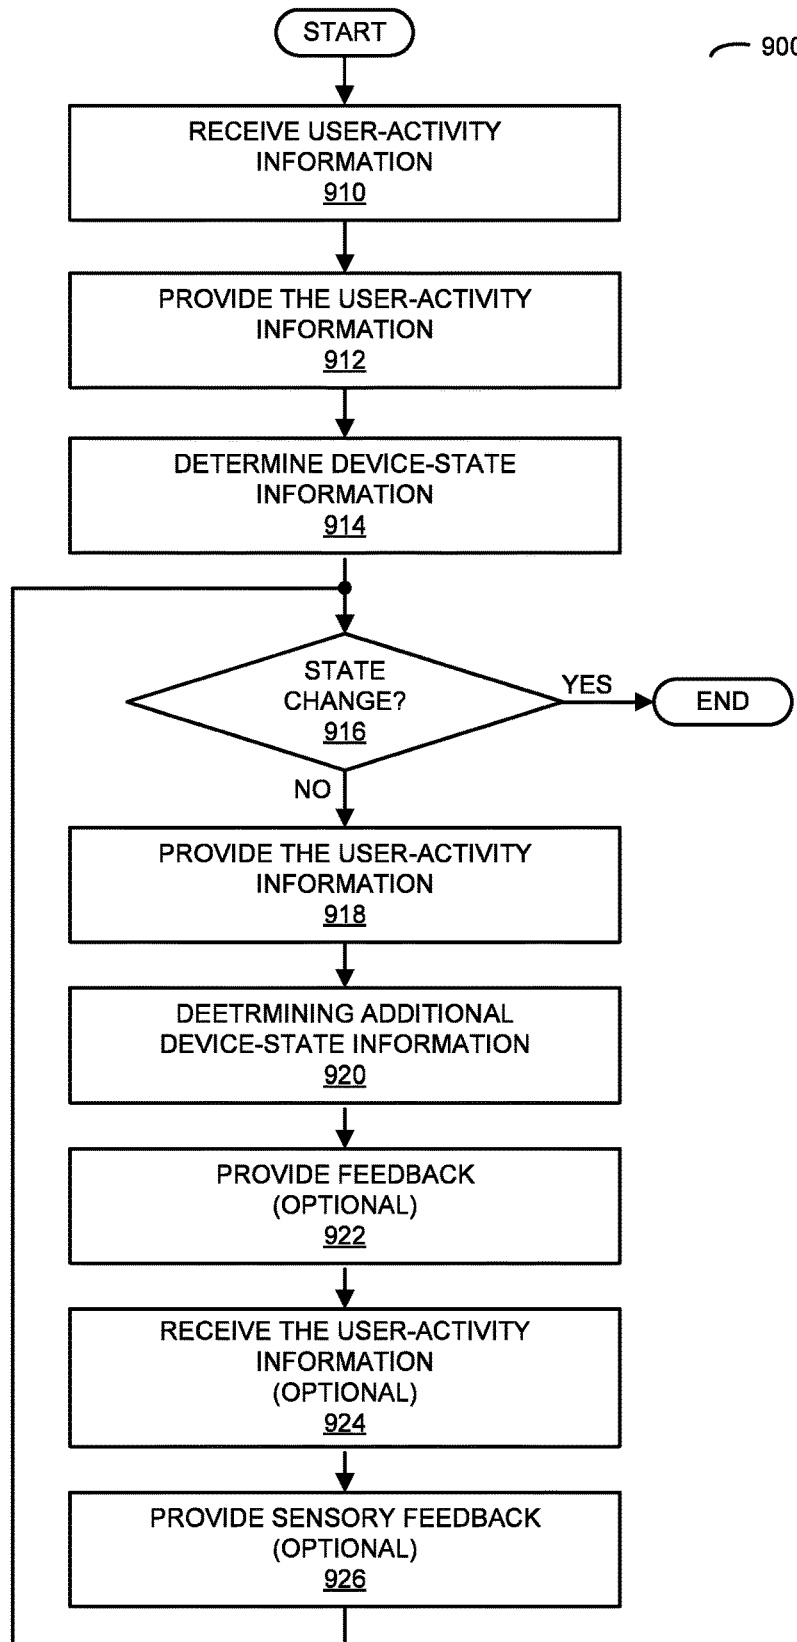 START
900
RECEIVE USER-ACTIVITY
INFORMATION
910
PROVIDE THE USER-ACTIVITY
INFORMATION
912
DETERMINE DEVICE-STATE
INFORMATION
914
STATE
CHANGE?
916
YES
END
NO
PROVIDE THE USER-ACTIVITY
INFORMATION
918
DEETRMINING ADDITIONAL
DEVICE-STATE INFORMATION
920
PROVIDE FEEDBACK
(OPTIONAL)
922
RECEIVE THE USER-ACTIVITY
INFORMATION
(OPTIONAL)
924
PROVIDE SENSORY FEEDBACK
(OPTIONAL)
926